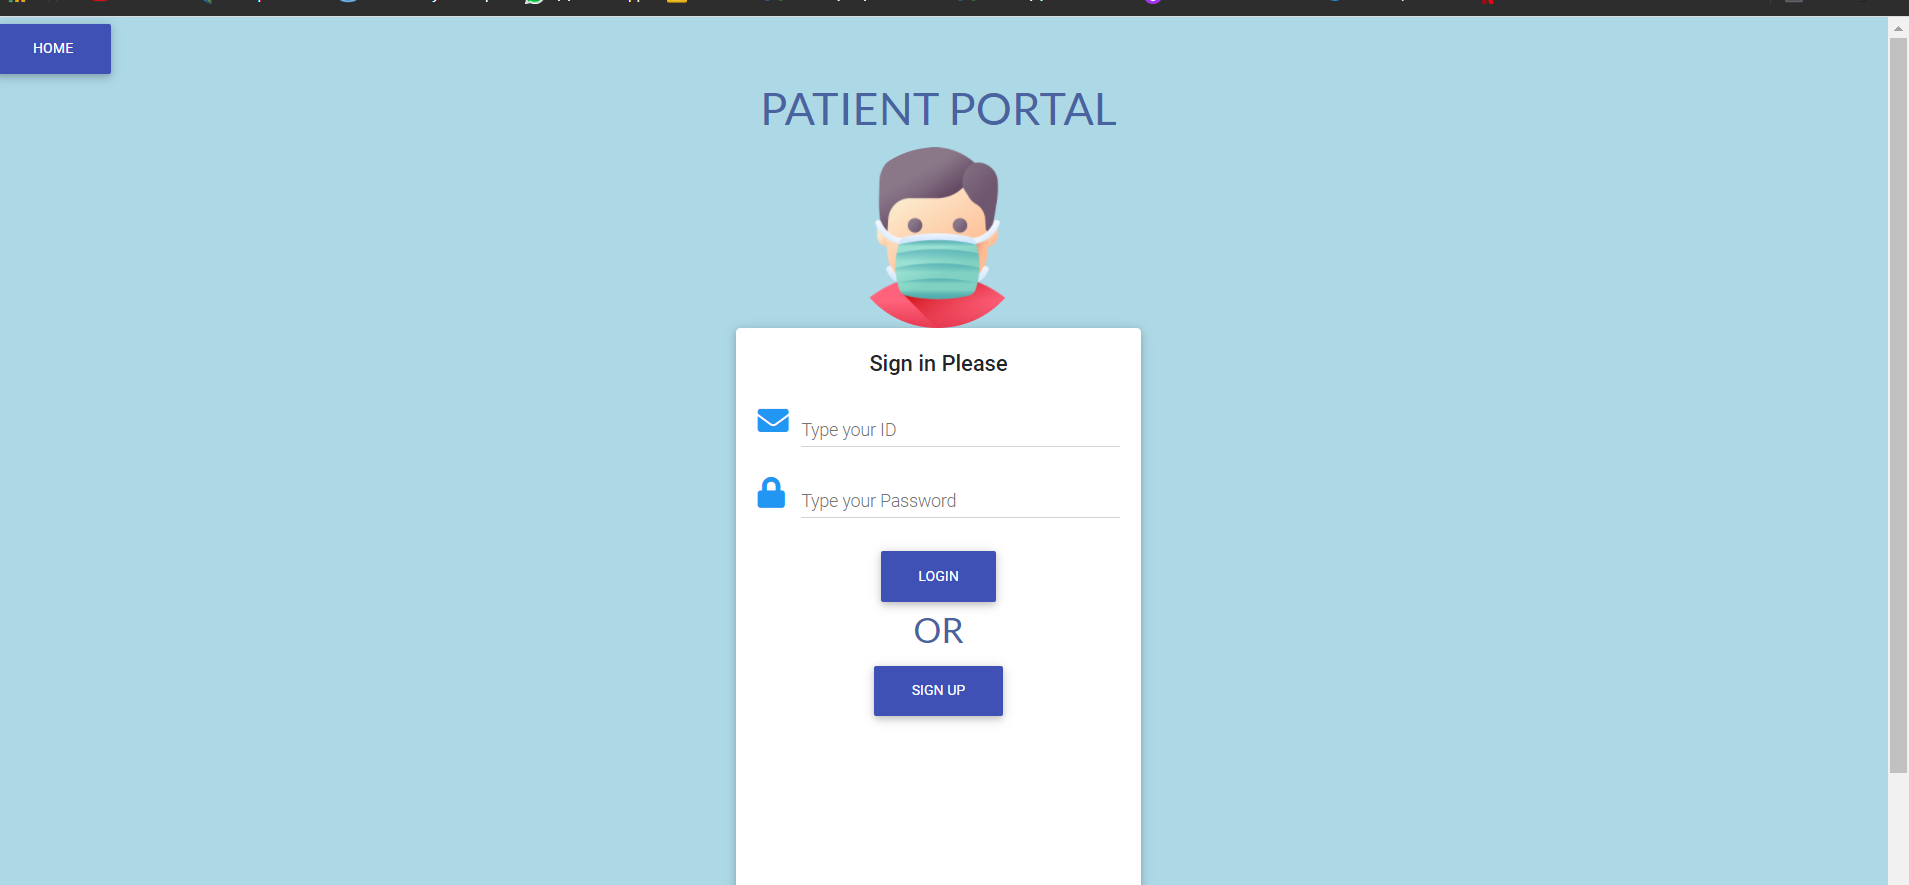 HOME
PATIENT PORTAL
Sign in Please
Type your ID
Type your Password
LOGIN
OR
SIGN UP